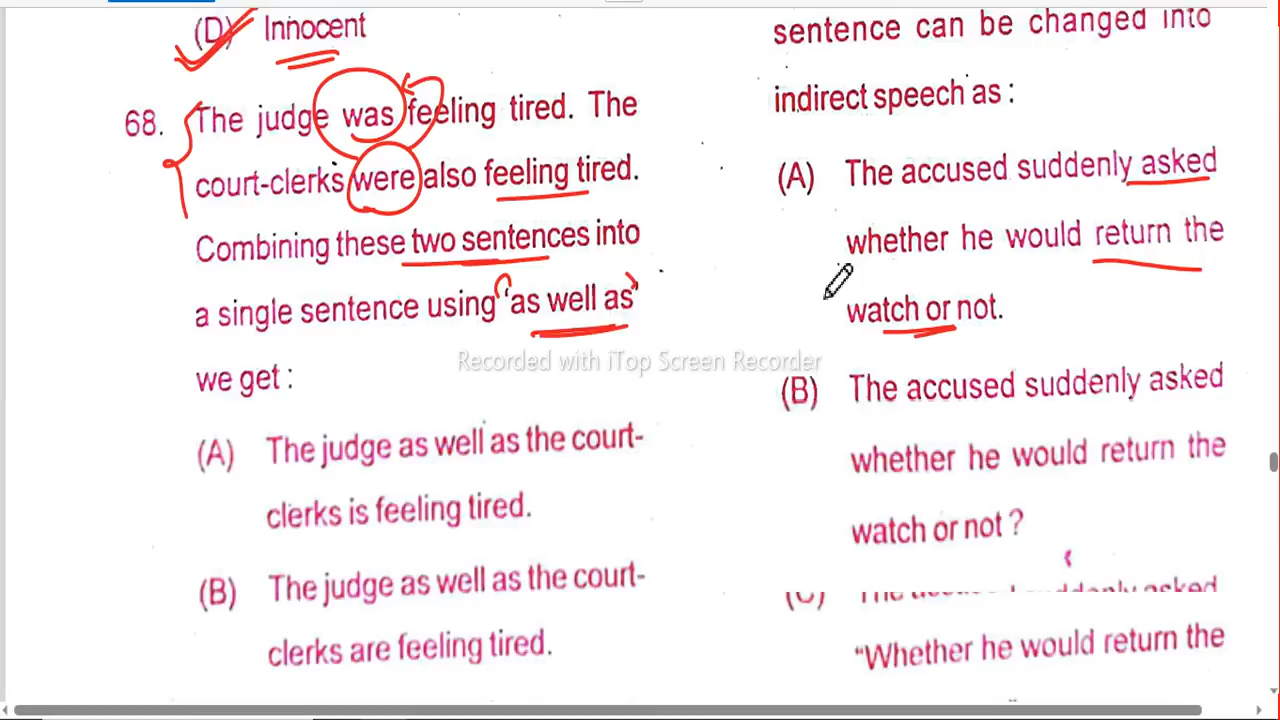 (D) Innocent
68. The judge was feeling tired. The
court-clerks were also feeling tired.
Combining these two sentences into
a single sentence using 'as well as'
we get :
(A) The judge as well as the court-
clerks is feeling tired.
(B) The judge as well as the court-
clerks are feeling tired.
sentence can be changed into
indirect speech as :
(A) The accused suddenly asked
whether he would return the
watch or not.
(B) The accused suddenly asked
whether he would return the
watch or not ?
(C) The suddenly asked
"Whether he would return the
Recorded with iTop Screen Recorder